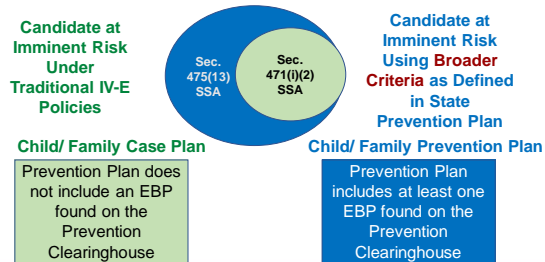 Candidate at
Imminent Risk
Under
Traditional IV-E
Policies
Sec.
475(13)
SSA
Sec.
471(i)(2)
SSA
Candidate at
Imminent Risk
Using Broader
Criteria as Defined
in State
Prevention Plan
Child/ Family Case Plan
Child/ Family Prevention Plan
Prevention Plan does
not include an EBP
found on the
Prevention
Clearinghouse
Prevention Plan
includes at least one
EBP found on the
Prevention
Clearinghouse